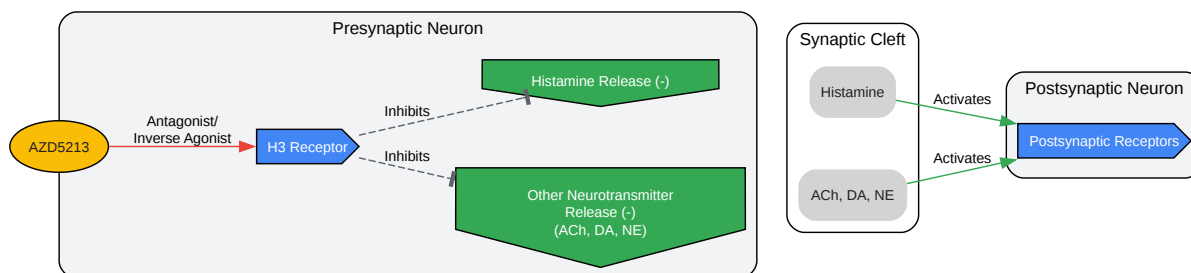 Presynaptic Neuron
AZD5213
Antagonist/
Inverse Agonist
H3 Receptor
Inhibits
Histamine Release (-)
Inhibits
Other Neurotransmitter
Release (-)
(ACh, DA, NE)
Synaptic Cleft
Histamine
ACh, DA, NE
Activates
Activates
Postsynaptic Neuron
Postsynaptic Receptors